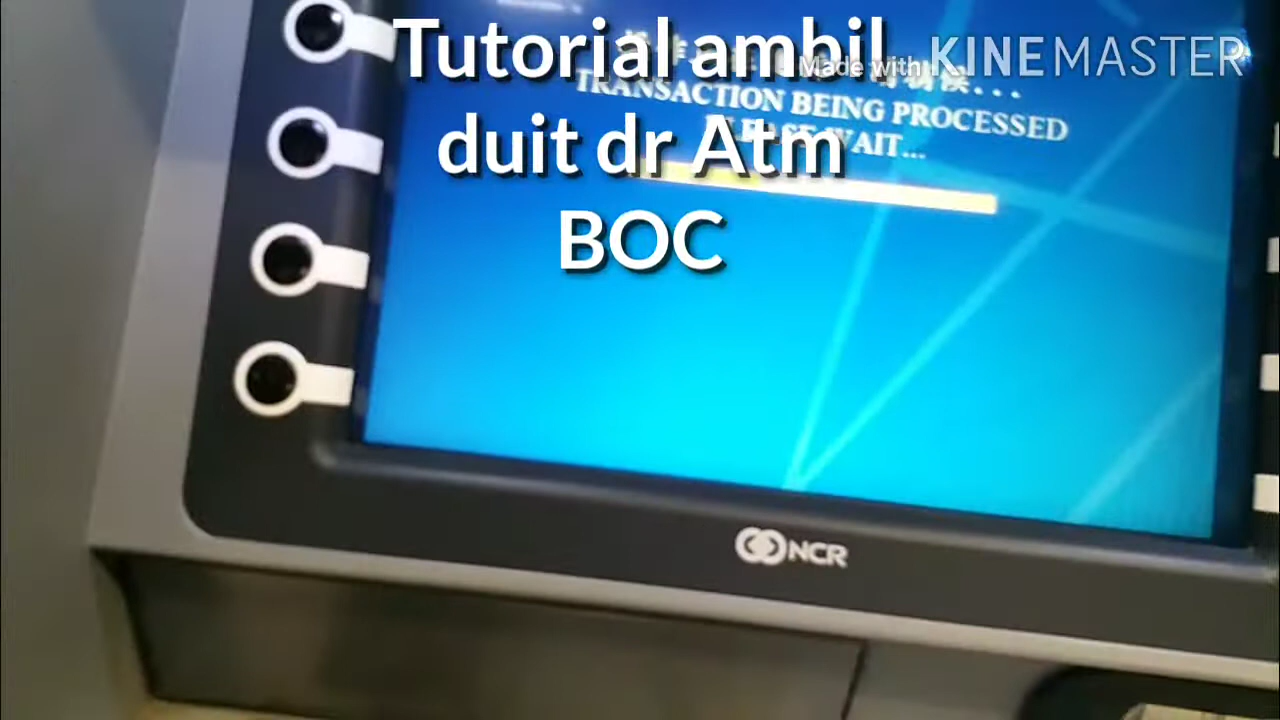 Tutorial ambil
duit dr Atm
BOC
Made with KINEMASTER
TRANSACTION BEING PROCESSED
PLEASE WAIT...
NCR